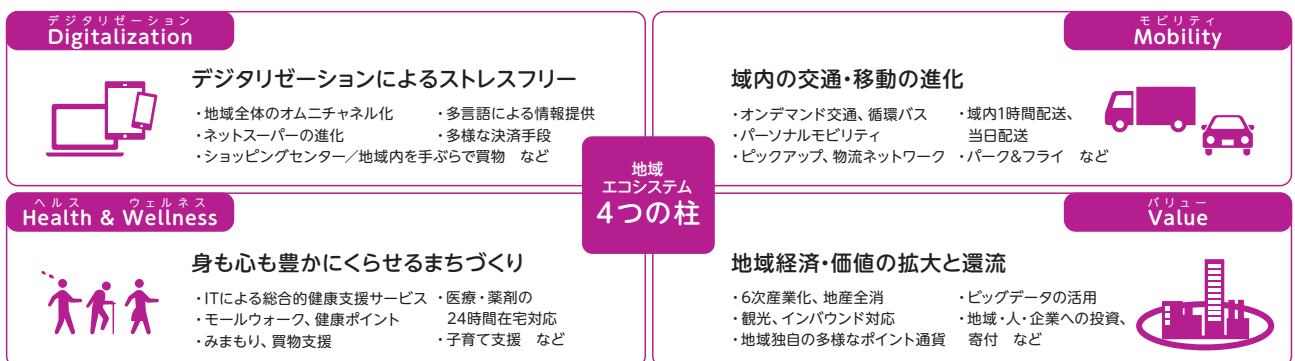 デジタリゼーション
Digitalization
デジタリゼーションによるストレスフリー
・地域全体のオムニチャネル化 ・多言語による情報提供
・ネットスーパーの進化 ・多様な決済手段
・ショッピングセンター／地域内を手ぶらで買物 など
モビリティ
Mobility
域内の交通・移動の進化
・オンデマンド交通、循環バス ・域内1時間配送、
・パーソナルモビリティ 当日配送
・ピックアップ、物流ネットワーク ・パーク&フライ など
地域
エコシステム
4つの柱
ヘルス ウェルネス
Health & Wellness
身も心も豊かにくらせるまちづくり
・ITによる総合的健康支援サービス ・医療・薬剤の
・モールウォーク、健康ポイント 24時間在宅対応
・みまもり、買物支援 ・子育て支援 など
バリュー
Value
地域経済・価値の拡大と還流
・6次産業化、地産全消 ・ビッグデータの活用
・観光、インバウンド対応 ・地域・人・企業への投資、
・地域独自の多様なポイント通貨 寄付 など